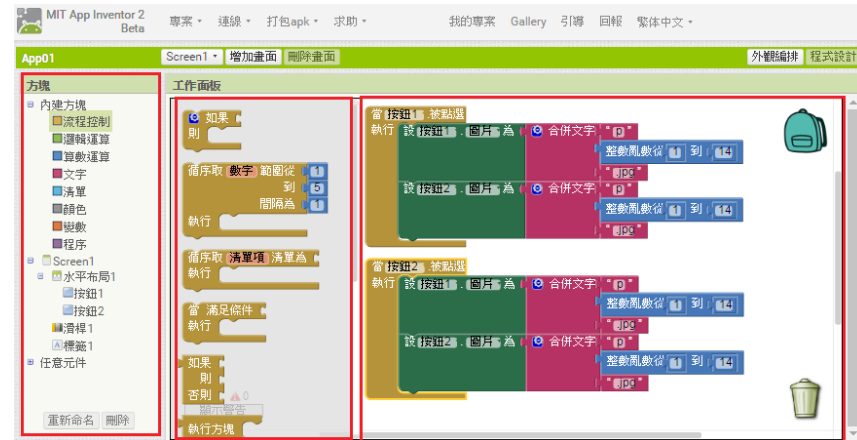 MIT App Inventor 2
Beta
專案 連線 打包apk 求助 我的專案 Gallery 引導 回報 繁体中文
App01 Screen1 增加畫面 刪除畫面 外觀編排 程式設計
方塊
內建方塊
流程控制
邏輯運算
算數運算
文字
清單
顏色
變數
程序
Screen1
水平布局1
按鈕1
按鈕2
滑桿1
標籤1
任意元件
重新命名 刪除
工作面板
如果
則
循序取 數字 範圍從 1
到 5
間隔為 1
執行
循序取 清單項 清單為
執行
當 滿足條件
執行
如果
則
否則
0
顯示警告
執行方塊
當 按鈕1 .被點選
執行 設 按鈕1 . 圖片 為 合併文字 " p "
整數亂數從 1 到 14
" .jpg "
設 按鈕2 . 圖片 為 合併文字 " p "
整數亂數從 1 到 14
" .jpg "
當 按鈕2 .被點選
執行 設 按鈕1 . 圖片 為 合併文字 " p "
整數亂數從 1 到 14
" .jpg "
設 按鈕2 . 圖片 為 合併文字 " p "
整數亂數從 1 到 14
" .jpg "